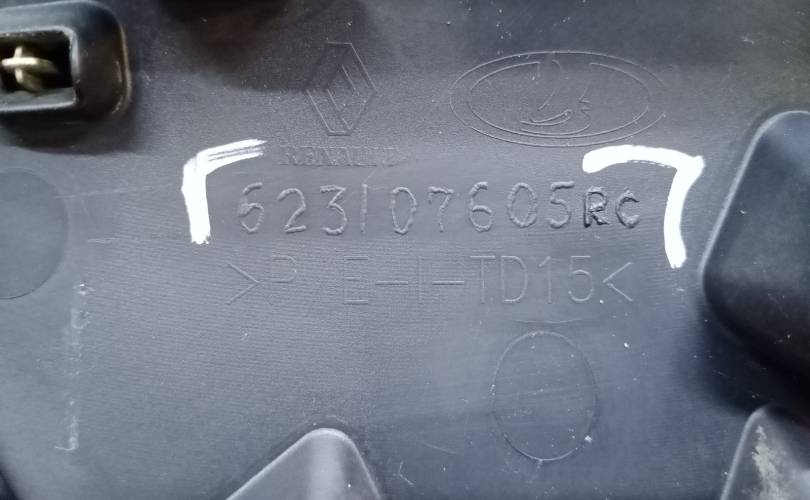 RENAULT
623107605RC
>P E-I-TD15<